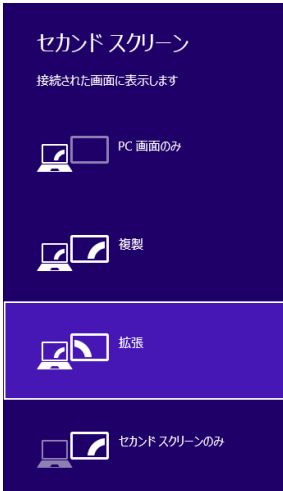 セカンド スクリーン
接続された画面に表示します
PC 画面のみ
複製
拡張
セカンド スクリーンのみ